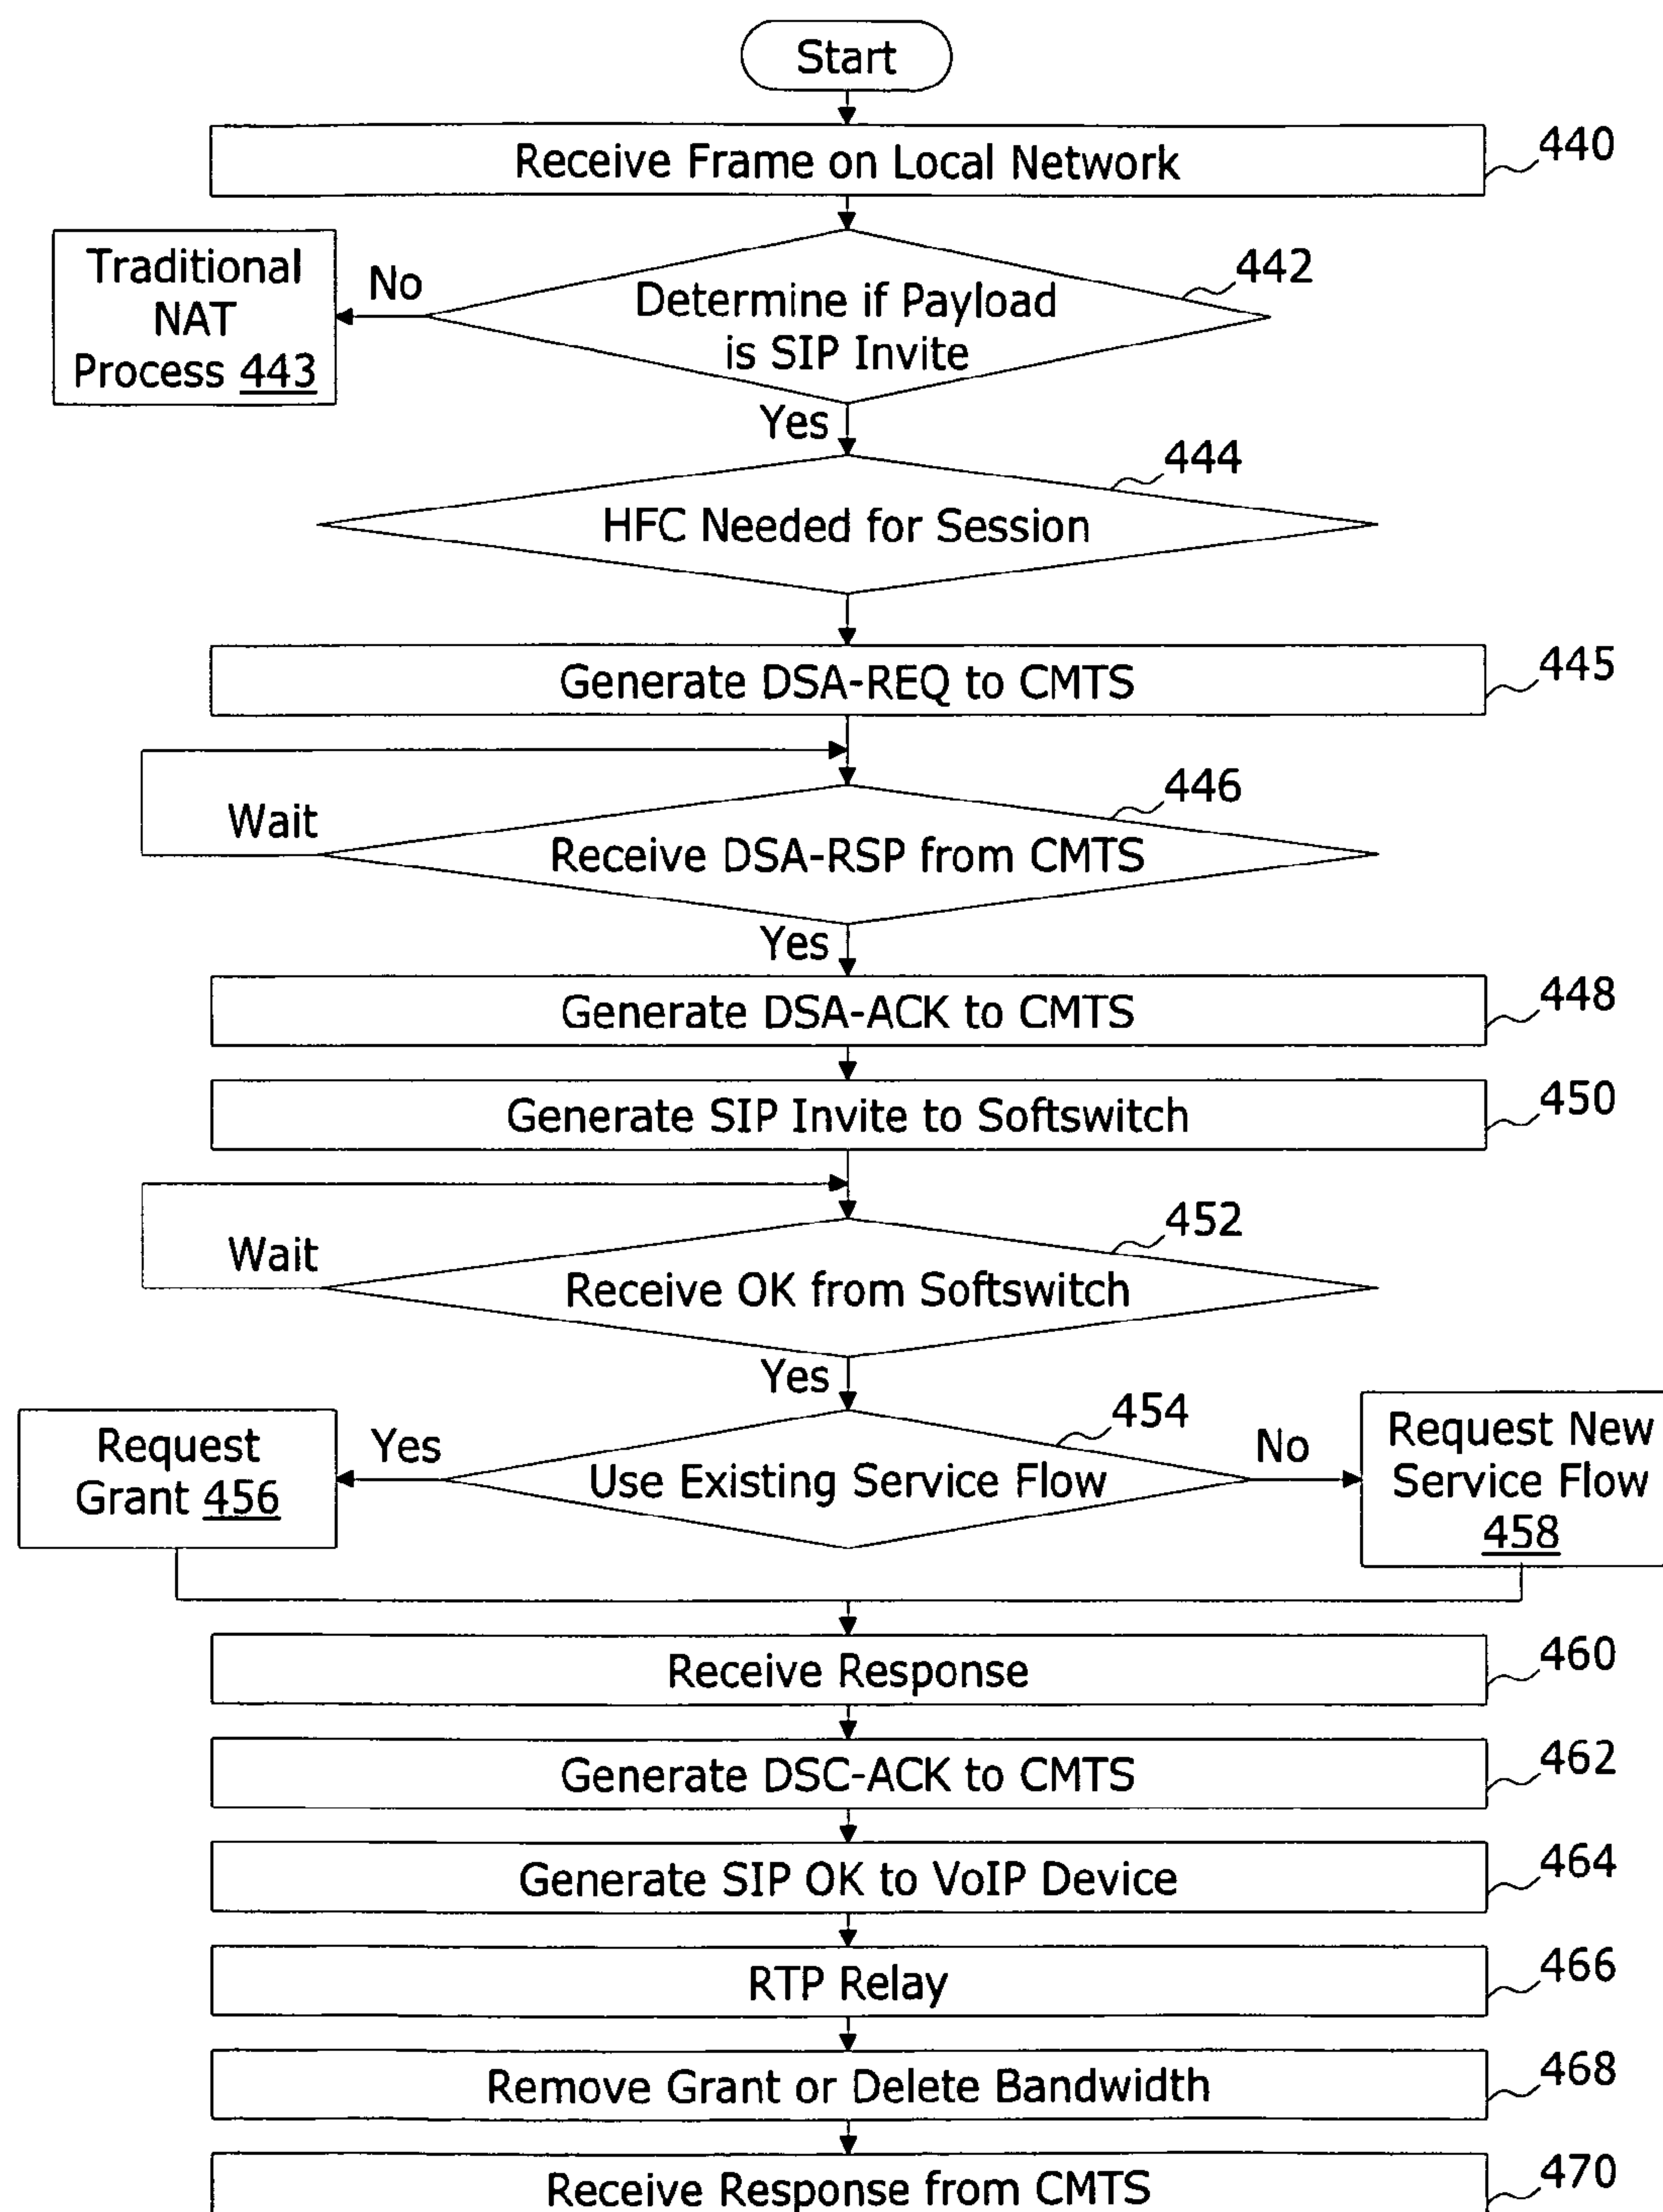 Start
Receive Frame on Local Network
440
Traditional
NAT
Process 443
No
442
Determine if Payload
is SIP Invite
Yes
444
HFC Needed for Session
Generate DSA-REQ to CMTS
445
Wait
446
Receive DSA-RSP from CMTS
Yes
Generate DSA-ACK to CMTS
448
Generate SIP Invite to Softswitch
450
Wait
452
Receive OK from Softswitch
Yes
Request
Grant 456
Yes
454
Use Existing Service Flow
No
Request New
Service Flow
458
Receive Response
460
Generate DSC-ACK to CMTS
462
Generate SIP OK to VoIP Device
464
RTP Relay
466
Remove Grant or Delete Bandwidth
468
Receive Response from CMTS
470